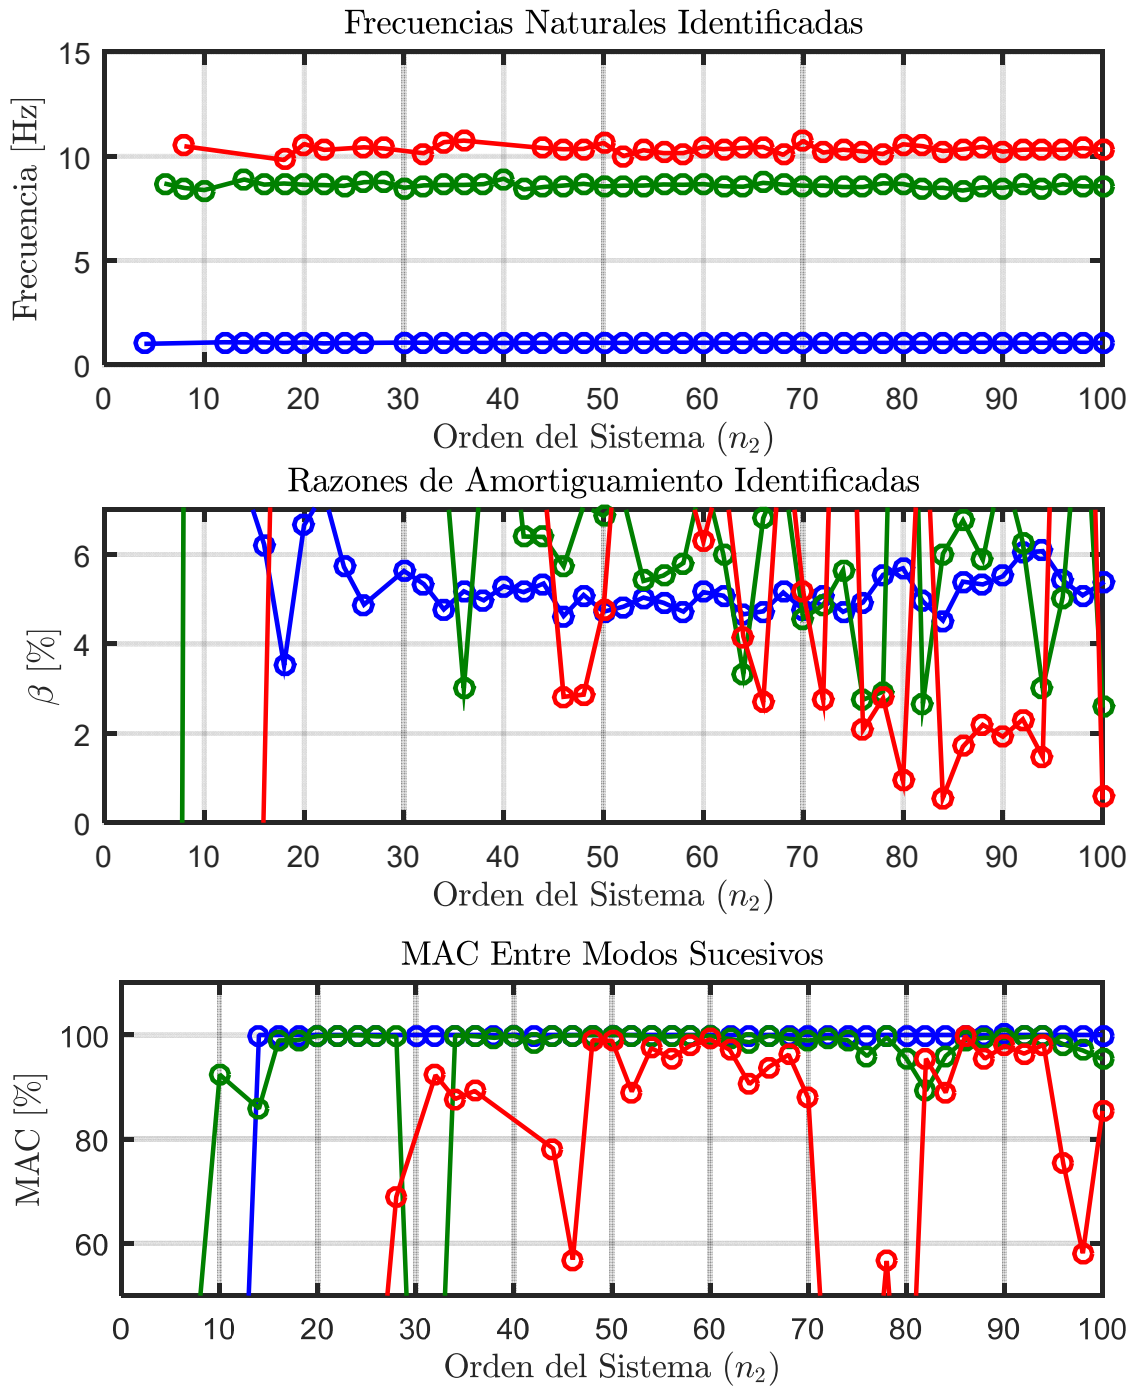 Frecuencias Naturales Identificadas
Frecuencia [Hz]
15
10
5
0
0 10 20 30 40 50 60 70 80 90 100
Orden del Sistema (n₂)
Razones de Amortiguamiento Identificadas
β [%]
6
4
2
0
0 10 20 30 40 50 60 70 80 90 100
Orden del Sistema (n₂)
MAC Entre Modos Sucesivos
MAC [%]
100
80
60
0 10 20 30 40 50 60 70 80 90 100
Orden del Sistema (n₂)